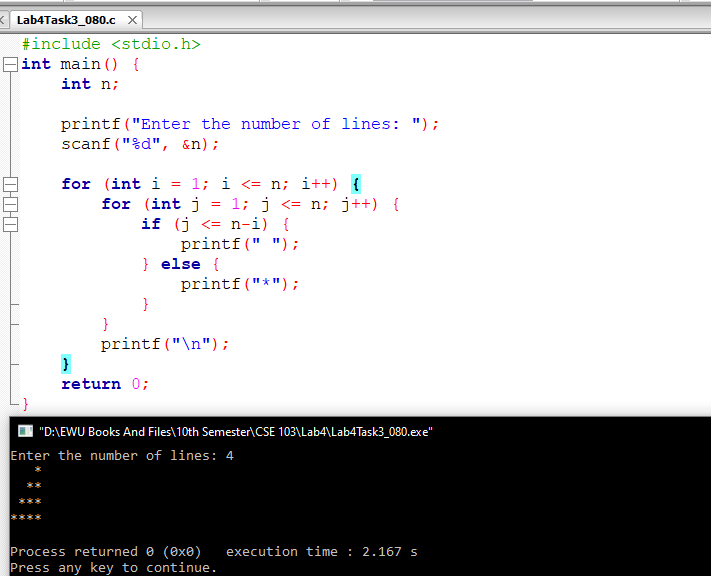 Lab4Task3_080.c
#include <stdio.h>
int main() {
    int n;

    printf("Enter the number of lines: ");
    scanf("%d", &n);

    for (int i = 1; i <= n; i++) {
        for (int j = 1; j <= n; j++) {
            if (j <= n-i) {
                printf(" ");
            } else {
                printf("*");
            }
        }
        printf("\n");
    }
    return 0;
}
"D:\EWU Books And Files\10th Semester\CSE 103\Lab4\Lab4Task3_080.exe"
Enter the number of lines: 4
   *
  **
 ***
****

Process returned 0 (0x0)   execution time : 2.167 s
Press any key to continue.